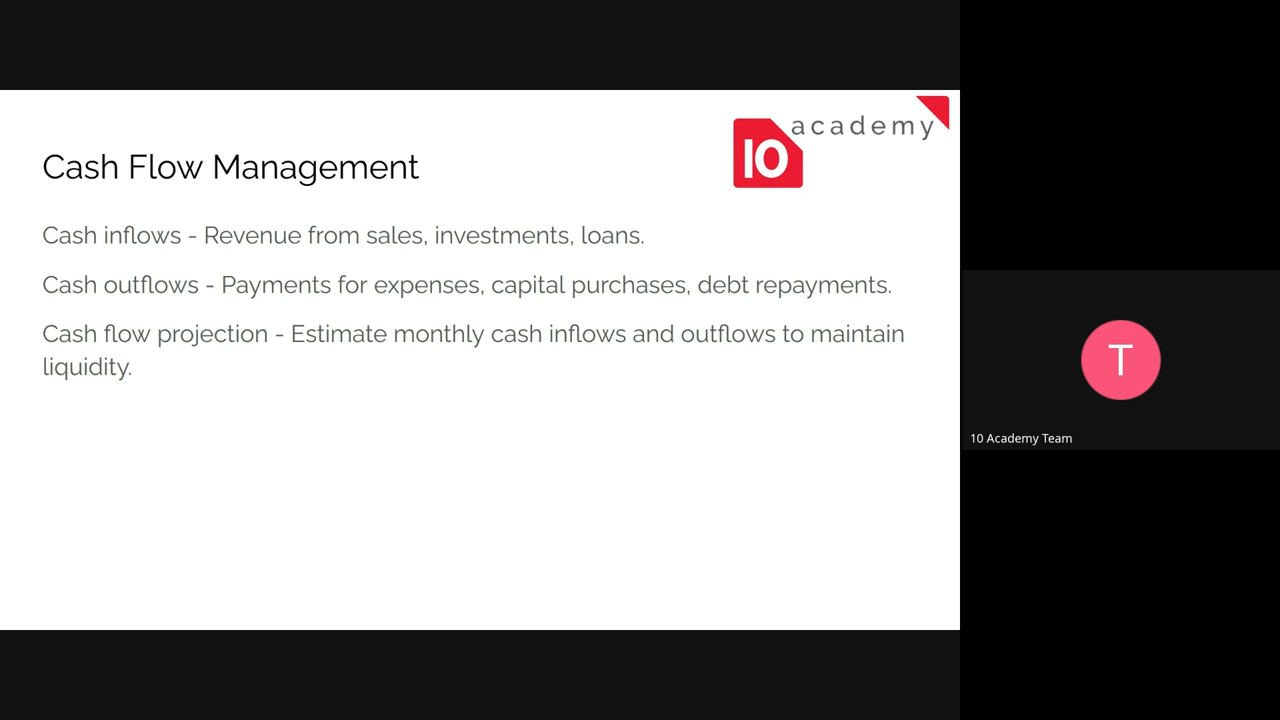 10 academy
Cash Flow Management
Cash inflows - Revenue from sales, investments, loans.
Cash outflows - Payments for expenses, capital purchases, debt repayments.
Cash flow projection - Estimate monthly cash inflows and outflows to maintain
liquidity.
T
10 Academy Team